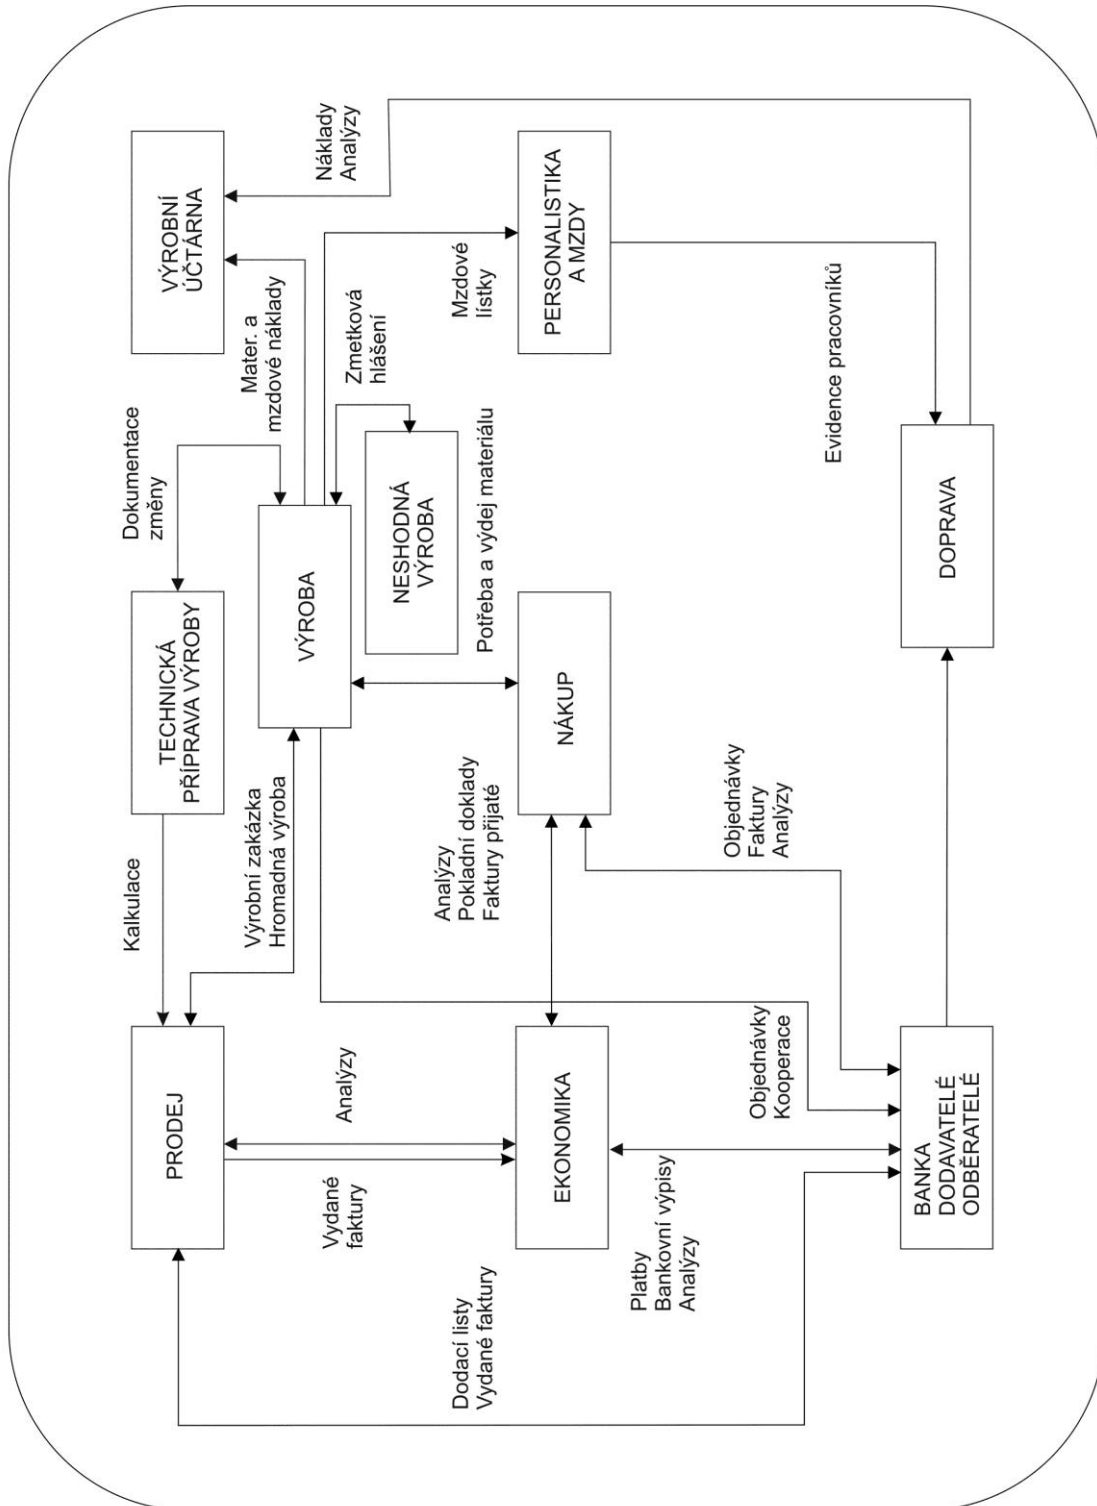 PRODEJ
Kalkulace
TECHNICKÁ
PŘÍPRAVA VÝROBY
Dokumentace
změny
VÝROBNÍ
ÚČTÁRNA
Výrobní zakázka
Hromadná výroba
VÝROBA
Mater. a
mzdové náklady
Náklady
Analýzy
Vydané
faktury
Analýzy
NESHODNÁ
VÝROBA
Zmetková
hlášení
Dodací listy
Vydané faktury
Analýzy
Pokladní doklady
Faktury přijaté
Potřeba a výdej materiálu
Mzdové
lístky
EKONOMIKA
NÁKUP
PERSONALISTIKA
A MZDY
Platby
Bankovní výpisy
Analýzy
Objednávky
Kooperace
Objednávky
Faktury
Analýzy
Evidence pracovníků
BANKA
DODAVATELÉ
ODBĚRATELÉ
DOPRAVA